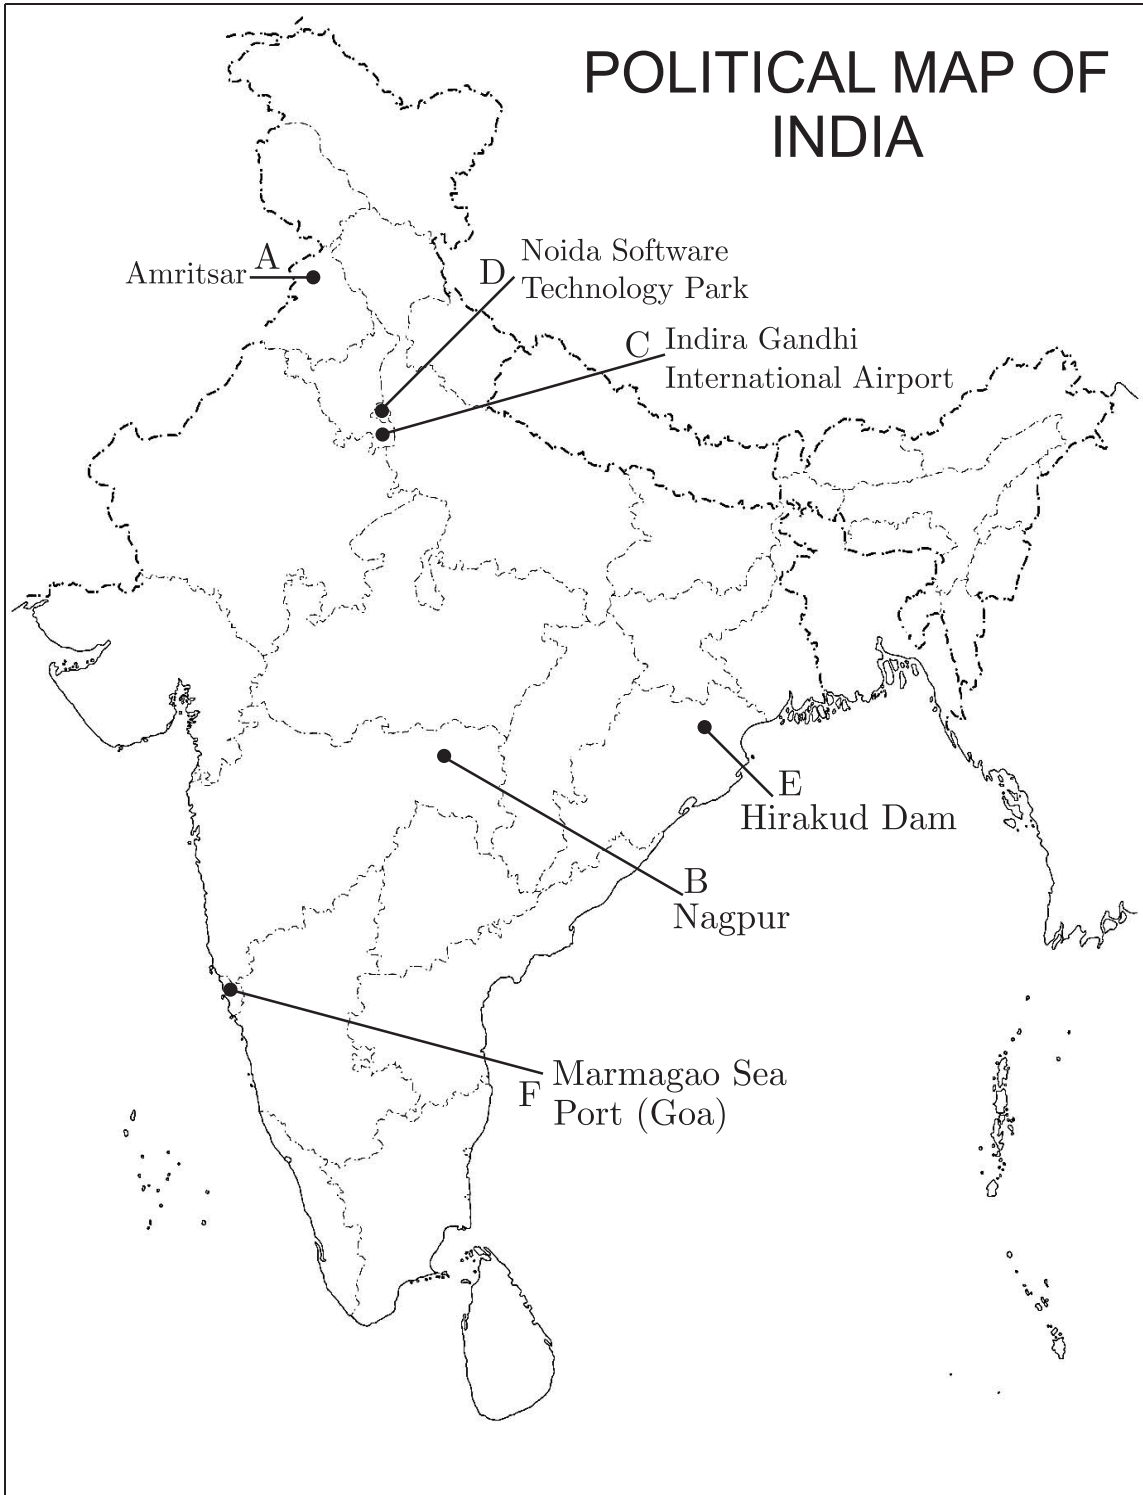 POLITICAL MAP OF
INDIA
A
Amritsar
D
Noida Software
Technology Park
C
Indira Gandhi
International Airport
E
Hirakud Dam
B
Nagpur
F
Marmagao Sea
Port (Goa)